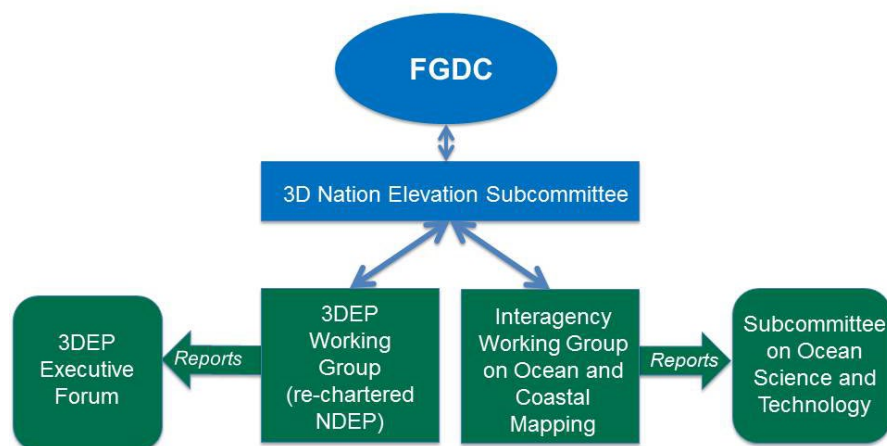 FGDC
3D Nation Elevation Subcommittee
3DEP
Executive
Forum
Reports
3DEP
Working
Group
(re-chartered
NDEP)
Interagency
Working Group
on Ocean and
Coastal
Mapping
Reports
Subcommittee
on Ocean
Science and
Technology